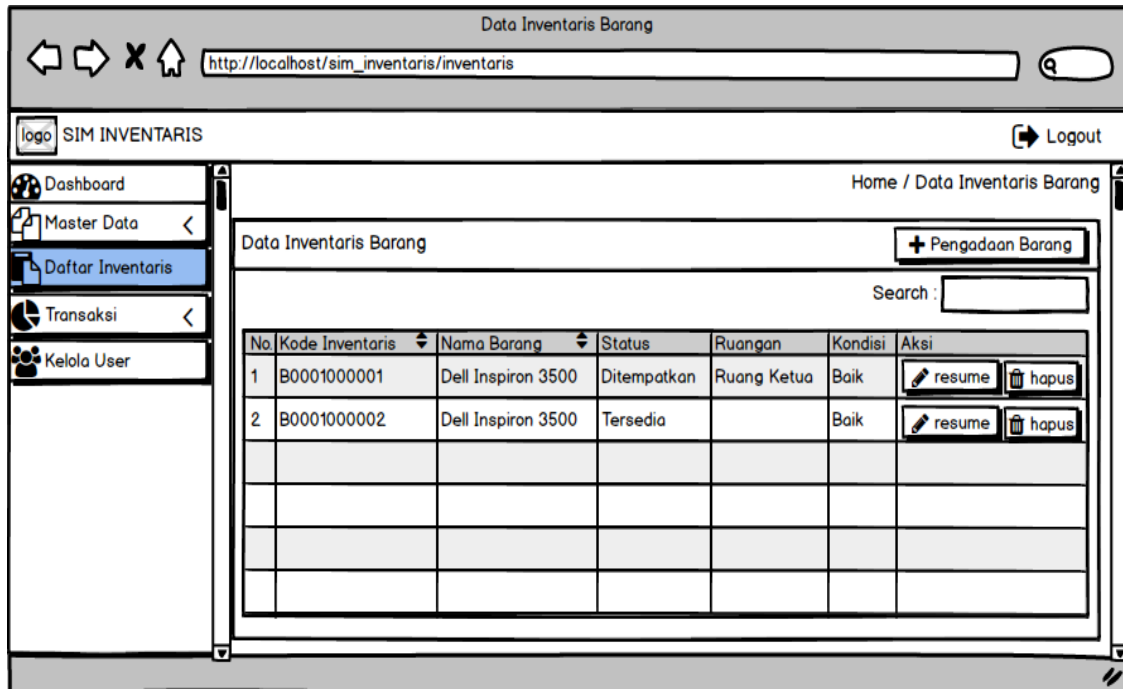 Data Inventaris Barang
http://localhost/sim_inventaris/inventaris
logo SIM INVENTARIS
Logout
Dashboard
Master Data
Daftar Inventaris
Transaksi
Kelola User
Home / Data Inventaris Barang
Data Inventaris Barang
+ Pengadaan Barang
Search :
No. Kode Inventaris Nama Barang Status Ruangan Kondisi Aksi
1 B0001000001 Dell Inspiron 3500 Ditempatkan Ruang Ketua Baik resume hapus
2 B0001000002 Dell Inspiron 3500 Tersedia Baik resume hapus